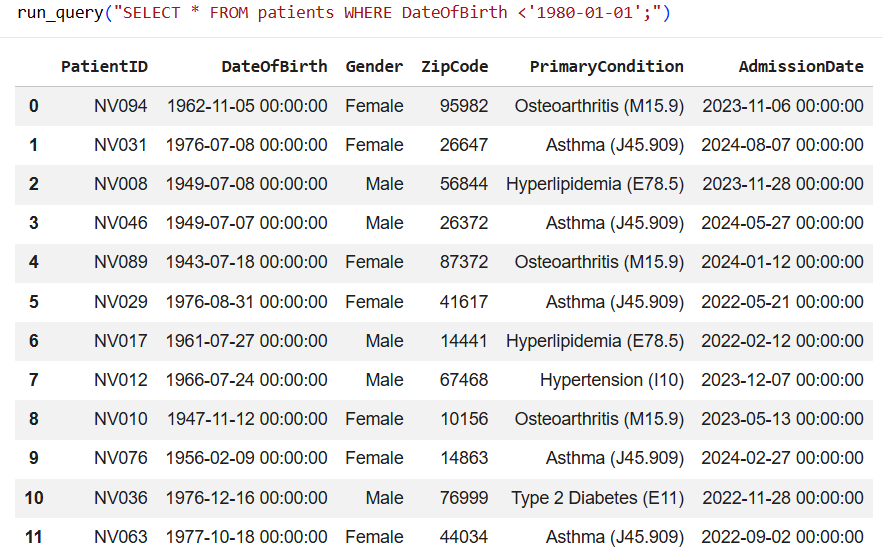 run_query("SELECT * FROM patients WHERE DateOfBirth <'1980-01-01';")
PatientID DateOfBirth Gender ZipCode PrimaryCondition AdmissionDate
0 NV094 1962-11-05 00:00:00 Female 95982 Osteoarthritis (M15.9) 2023-11-06 00:00:00
1 NV031 1976-07-08 00:00:00 Female 26647 Asthma (J45.909) 2024-08-07 00:00:00
2 NV008 1949-07-08 00:00:00 Male 56844 Hyperlipidemia (E78.5) 2023-11-28 00:00:00
3 NV046 1949-07-07 00:00:00 Male 26372 Asthma (J45.909) 2024-05-27 00:00:00
4 NV089 1943-07-18 00:00:00 Female 87372 Osteoarthritis (M15.9) 2024-01-12 00:00:00
5 NV029 1976-08-31 00:00:00 Female 41617 Asthma (J45.909) 2022-05-21 00:00:00
6 NV017 1961-07-27 00:00:00 Male 14441 Hyperlipidemia (E78.5) 2022-02-12 00:00:00
7 NV012 1966-07-24 00:00:00 Male 67468 Hypertension (I10) 2023-12-07 00:00:00
8 NV010 1947-11-12 00:00:00 Female 10156 Osteoarthritis (M15.9) 2023-05-13 00:00:00
9 NV076 1956-02-09 00:00:00 Female 14863 Asthma (J45.909) 2024-02-27 00:00:00
10 NV036 1976-12-16 00:00:00 Male 76999 Type 2 Diabetes (E11) 2022-11-28 00:00:00
11 NV063 1977-10-18 00:00:00 Female 44034 Asthma (J45.909) 2022-09-02 00:00:00